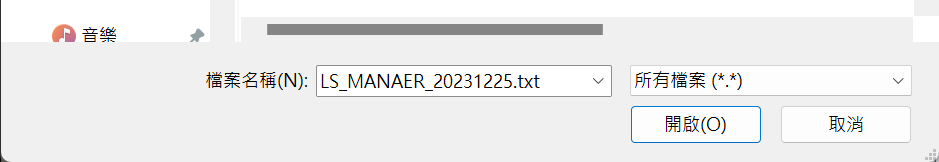 音樂
檔案名稱(N): LS_MANAER_20231225.txt 所有檔案 (*.*)
開啟(O) 取消